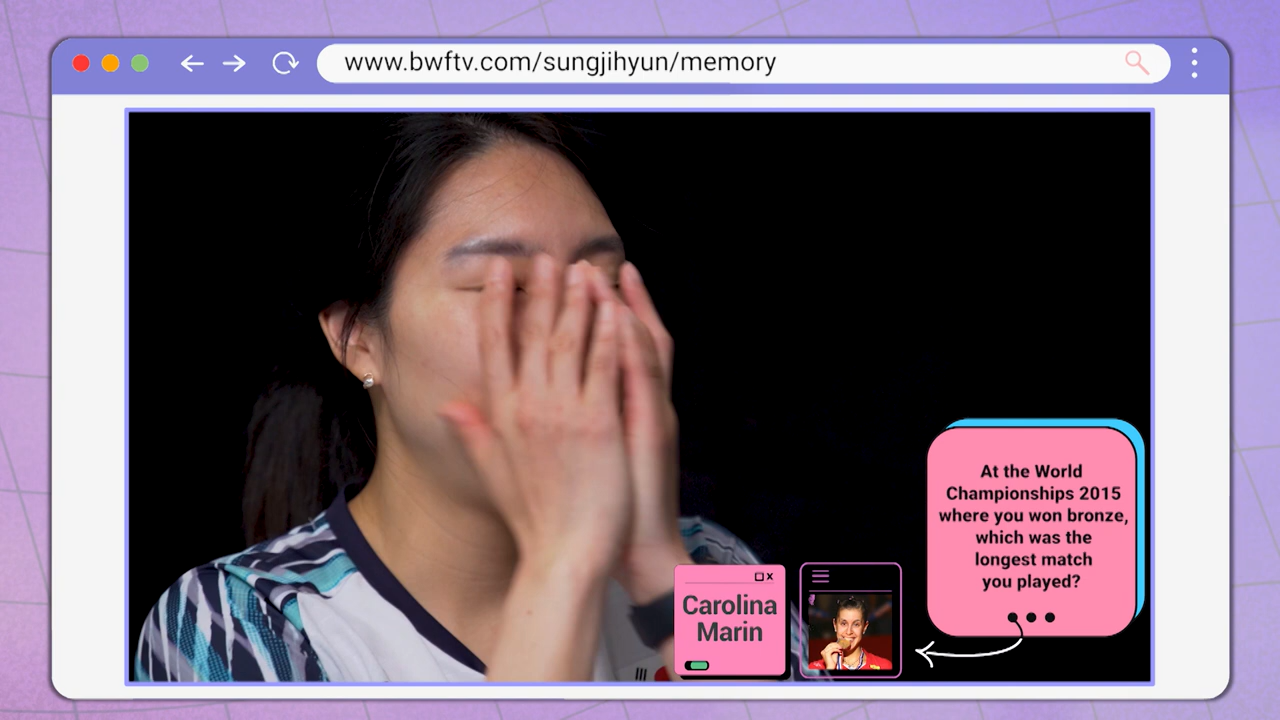 www.bwftv.com/sungjihyun/memory
At the World
Championships 2015
where you won bronze,
which was the
longest match
you played?
Carolina
Marin